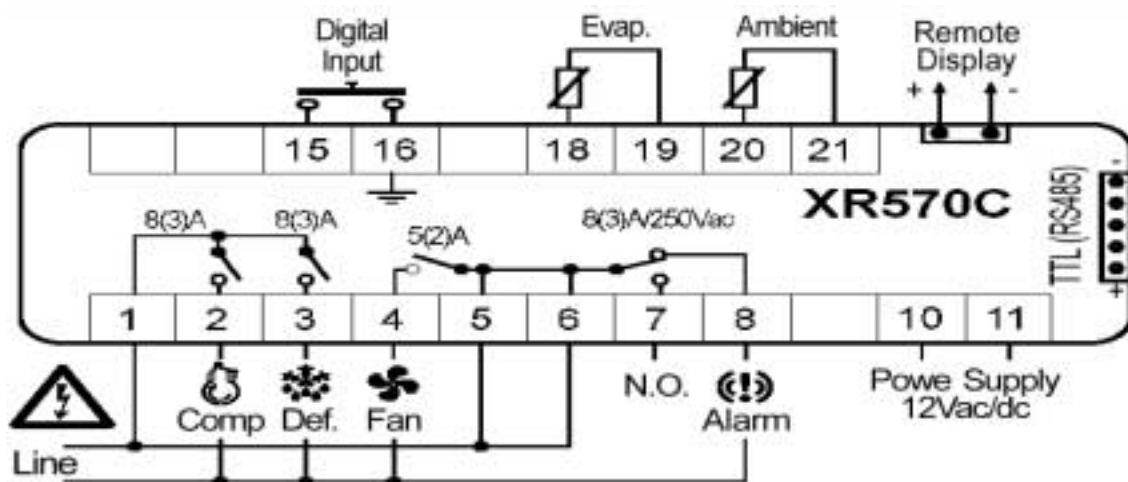 Digital
Input
Evap.
Ambient
Remote
Display
+ -
15 16 18 19 20 21
XR570C
TTL (RS485)
-
+
8(3)A 8(3)A 5(2)A 8(3)A/250Vac
1 2 3 4 5 6 7 8 10 11
Comp Def. Fan N.O. Alarm
Powe Supply
12Vac/dc
Line